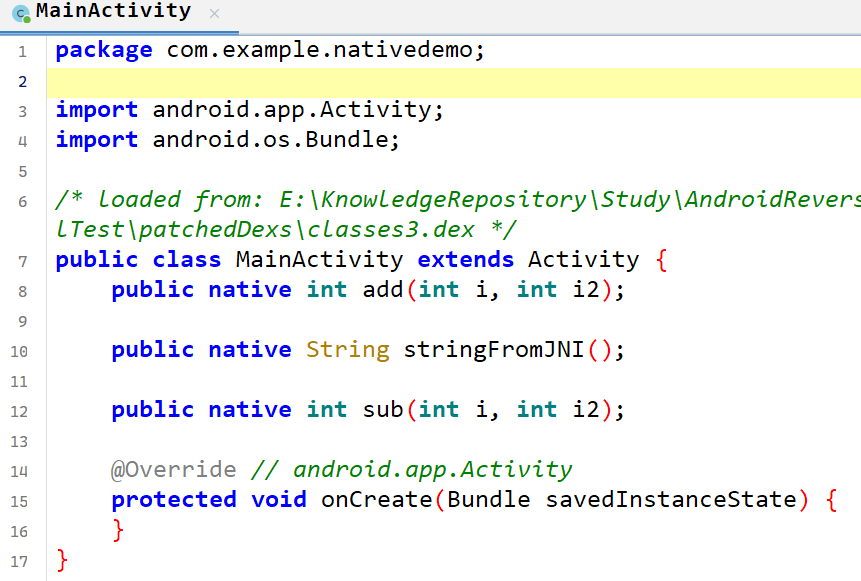 MainActivity
1 package com.example.nativedemo;
2
3 import android.app.Activity;
4 import android.os.Bundle;
5
6 /* loaded from: E:\KnowledgeRepository\Study\AndroidRevers
lTest\patchedDexs\classes3.dex */
7 public class MainActivity extends Activity {
8 public native int add(int i, int i2);
9
10 public native String stringFromJNI();
11
12 public native int sub(int i, int i2);
13
14 @Override // android.app.Activity
15 protected void onCreate(Bundle savedInstanceState) {
16 }
17 }